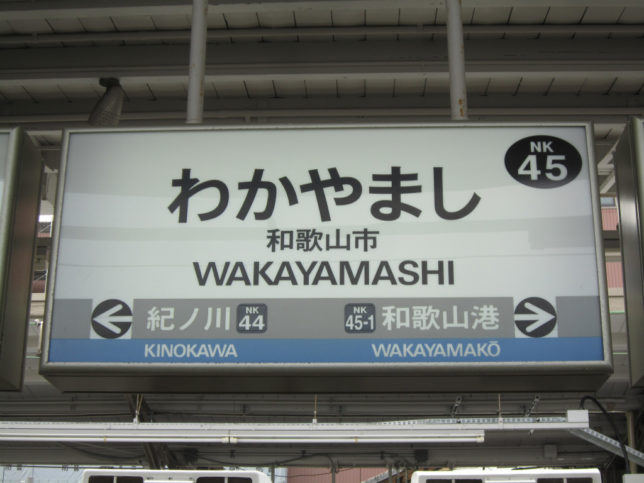 NK
45
わかやまし
和歌山市
WAKAYAMASHI
紀ノ川 NK 44
NK 45-1 和歌山港
KINOKAWA
WAKAYAMAKŌ